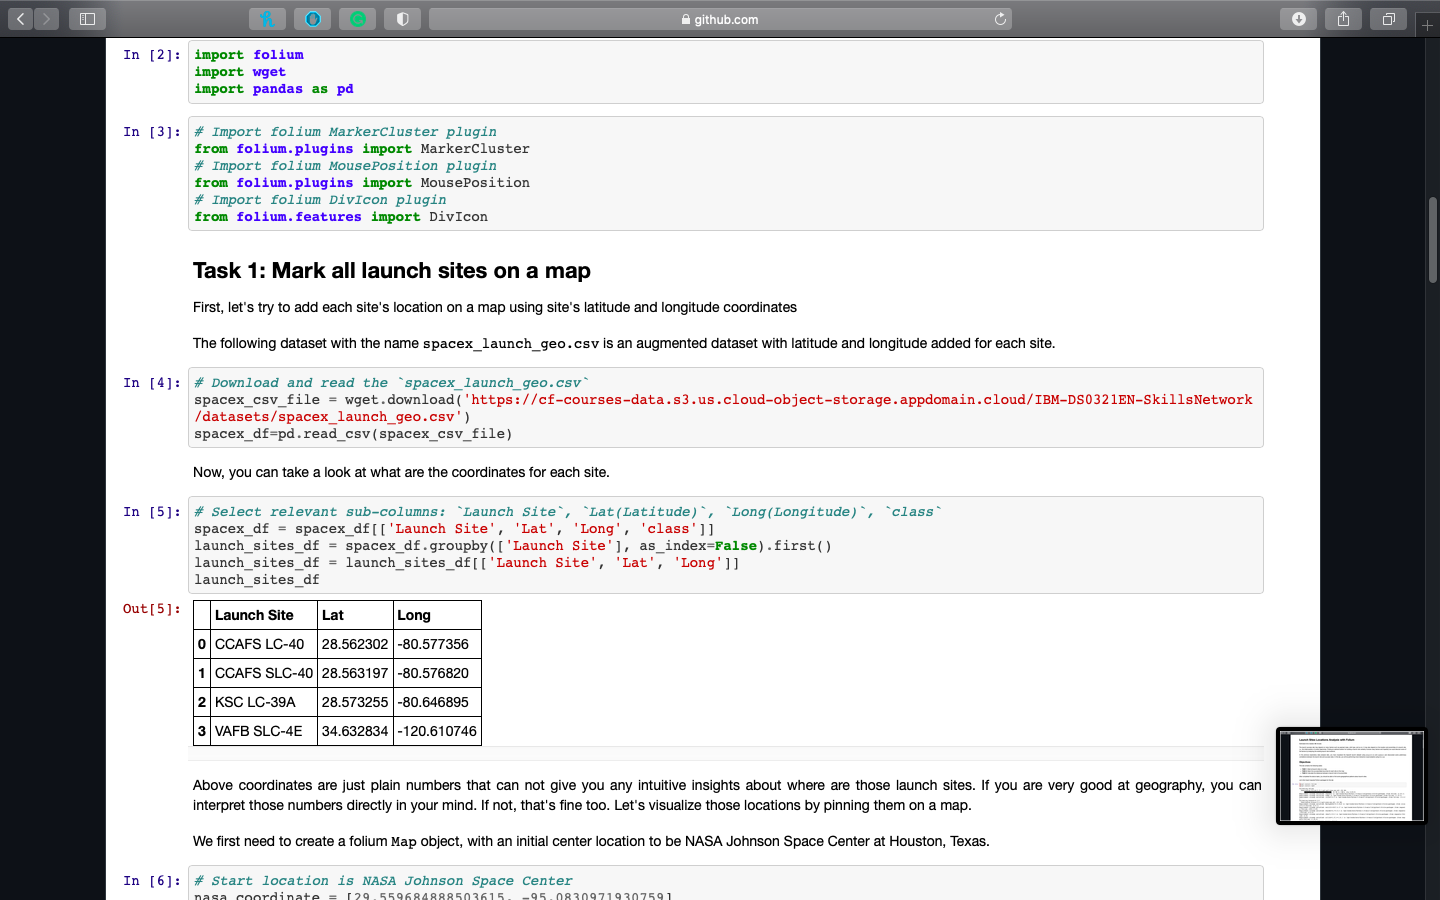 github.com
In [2]: import folium
import wget
import pandas as pd
In [3]: # Import folium MarkerCluster plugin
from folium.plugins import MarkerCluster
# Import folium MousePosition plugin
from folium.plugins import MousePosition
# Import folium DivIcon plugin
from folium.features import DivIcon
Task 1: Mark all launch sites on a map
First, let's try to add each site's location on a map using site's latitude and longitude coordinates
The following dataset with the name spacex_launch_geo.csv is an augmented dataset with latitude and longitude added for each site.
In [4]: # Download and read the `spacex_launch_geo.csv`
spacex_csv_file = wget.download('https://cf-courses-data.s3.us.cloud-object-storage.appdomain.cloud/IBM-DS0321EN-SkillsNetwork
/datasets/spacex_launch_geo.csv')
spacex_df=pd.read_csv(spacex_csv_file)
Now, you can take a look at what are the coordinates for each site.
In [5]: # Select relevant sub-columns: `Launch Site`, `Lat(Latitude)`, `Long(Longitude)`, `class`
spacex_df = spacex_df[['Launch Site', 'Lat', 'Long', 'class']]
launch_sites_df = spacex_df.groupby(['Launch Site'], as_index=False).first()
launch_sites_df = launch_sites_df[['Launch Site', 'Lat', 'Long']]
launch_sites_df
Out[5]: Launch Site Lat Long
0 CCAFS LC-40 28.562302 -80.577356
1 CCAFS SLC-40 28.563197 -80.576820
2 KSC LC-39A 28.573255 -80.646895
3 VAFB SLC-4E 34.632834 -120.610746
Above coordinates are just plain numbers that can not give you any intuitive insights about where are those launch sites. If you are very good at geography, you can
interpret those numbers directly in your mind. If not, that's fine too. Let's visualize those locations by pinning them on a map.
We first need to create a folium Map object, with an initial center location to be NASA Johnson Space Center at Houston, Texas.
In [6]: # Start location is NASA Johnson Space Center
nasa_coordinate = [29.559684888503615, -95.0830971930759]